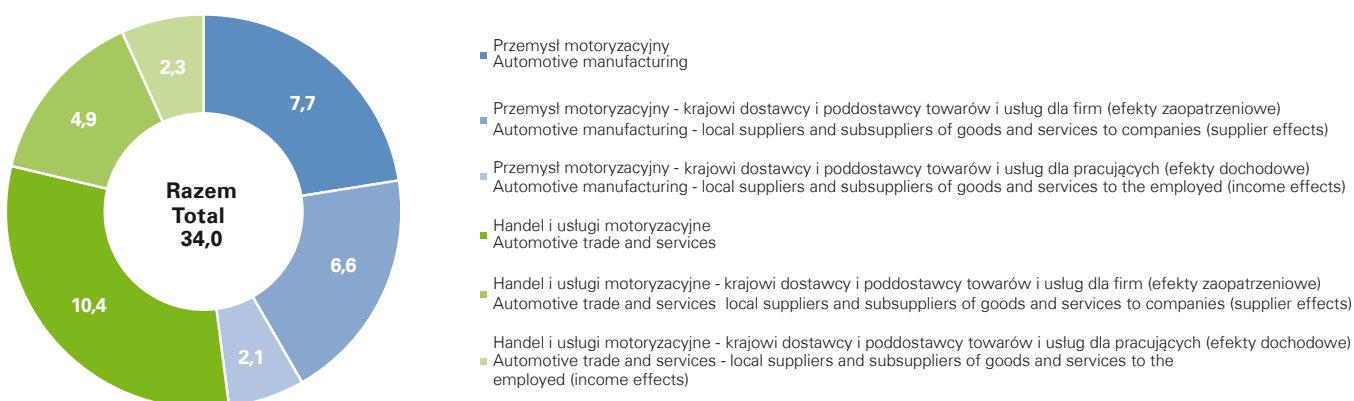 2,3
7,7
4,9
Razem
Total
34,0
6,6
10,4
2,1
Przemysł motoryzacyjny
Automotive manufacturing
Przemysł motoryzacyjny - krajowi dostawcy i poddostawcy towarów i usług dla firm (efekty zaopatrzeniowe)
Automotive manufacturing - local suppliers and subsuppliers of goods and services to companies (supplier effects)
Przemysł motoryzacyjny - krajowi dostawcy i poddostawcy towarów i usług dla pracujących (efekty dochodowe)
Automotive manufacturing - local suppliers and subsuppliers of goods and services to the employed (income effects)
Handel i usługi motoryzacyjne
Automotive trade and services
Handel i usługi motoryzacyjne - krajowi dostawcy i poddostawcy towarów i usług dla firm (efekty zaopatrzeniowe)
Automotive trade and services local suppliers and subsuppliers of goods and services to companies (supplier effects)
Handel i usługi motoryzacyjne - krajowi dostawcy i poddostawcy towarów i usług dla pracujących (efekty dochodowe)
Automotive trade and services - local suppliers and subsuppliers of goods and services to the
employed (income effects)